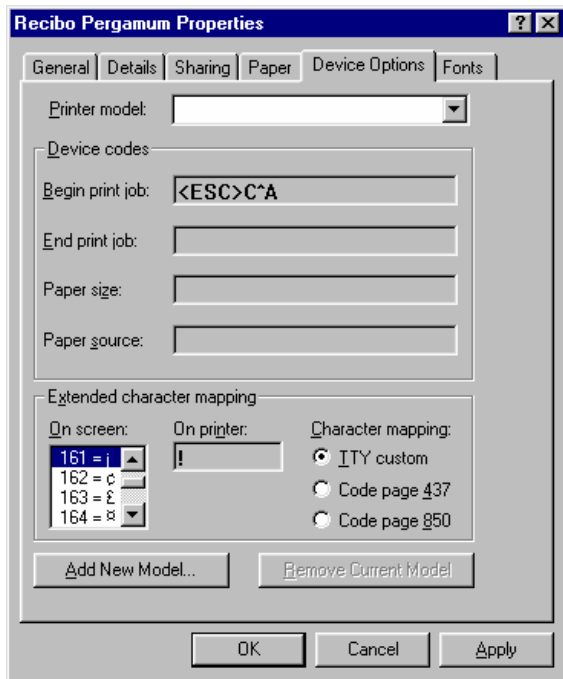 Recibo Pergamum Properties
General Details Sharing Paper Device Options Fonts
Printer model:
Device codes
Begin print job: <ESC>C^A
End print job:
Paper size:
Paper source:
Extended character mapping
On screen: On printer: Character mapping:
161 = ¡ ! TTY custom
162 = ¢
163 = £ Code page 437
164 = ¤ Code page 850
Add New Model... Remove Current Model
OK Cancel Apply